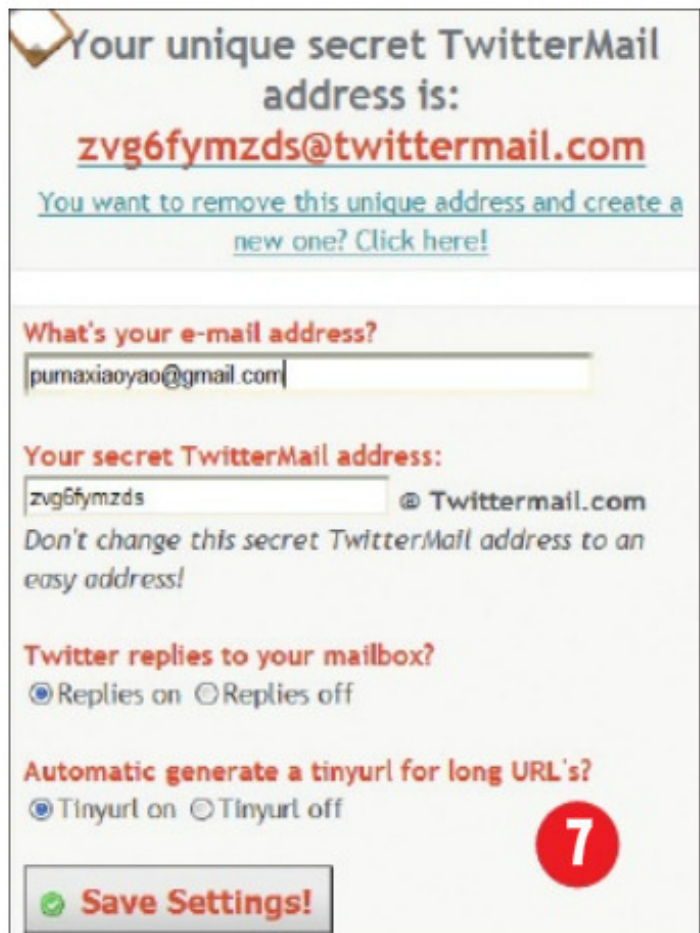 Your unique secret TwitterMail
address is:
zvg6fymzds@twittermail.com
You want to remove this unique address and create a
new one? Click here!
What's your e-mail address?
pumaxiaoyao@gmail.com
Your secret TwitterMail address:
zvg6fymzds @ Twittermail.com
Don't change this secret TwitterMail address to an
easy address!
Twitter replies to your mailbox?
Replies on Replies off
Automatic generate a tinyurl for long URL's?
Tinyurl on Tinyurl off
7
Save Settings!